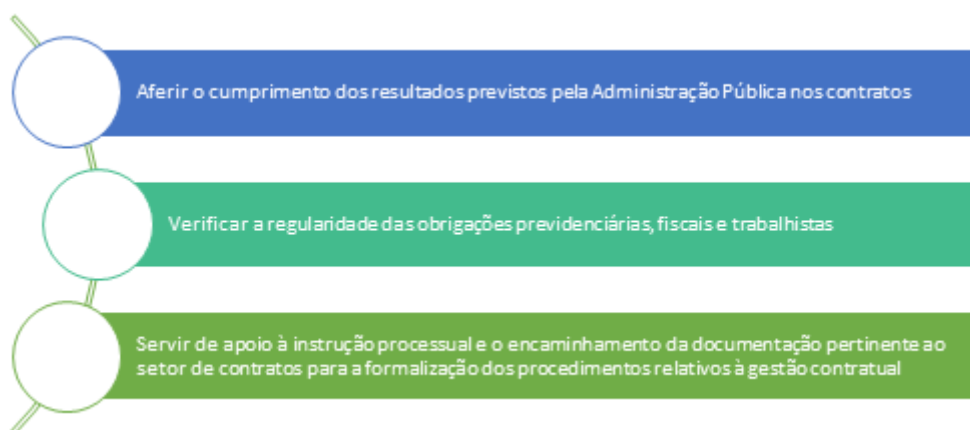 Aferir o cumprimento dos resultados previstos pela Administração Pública nos contratos
Verificar a regularidade das obrigações previdenciárias, fiscais e trabalhistas
Servir de apoio à instrução processual e o encaminhamento da documentação pertinente ao
setor de contratos para a formalização dos procedimentos relativos à gestão contratual